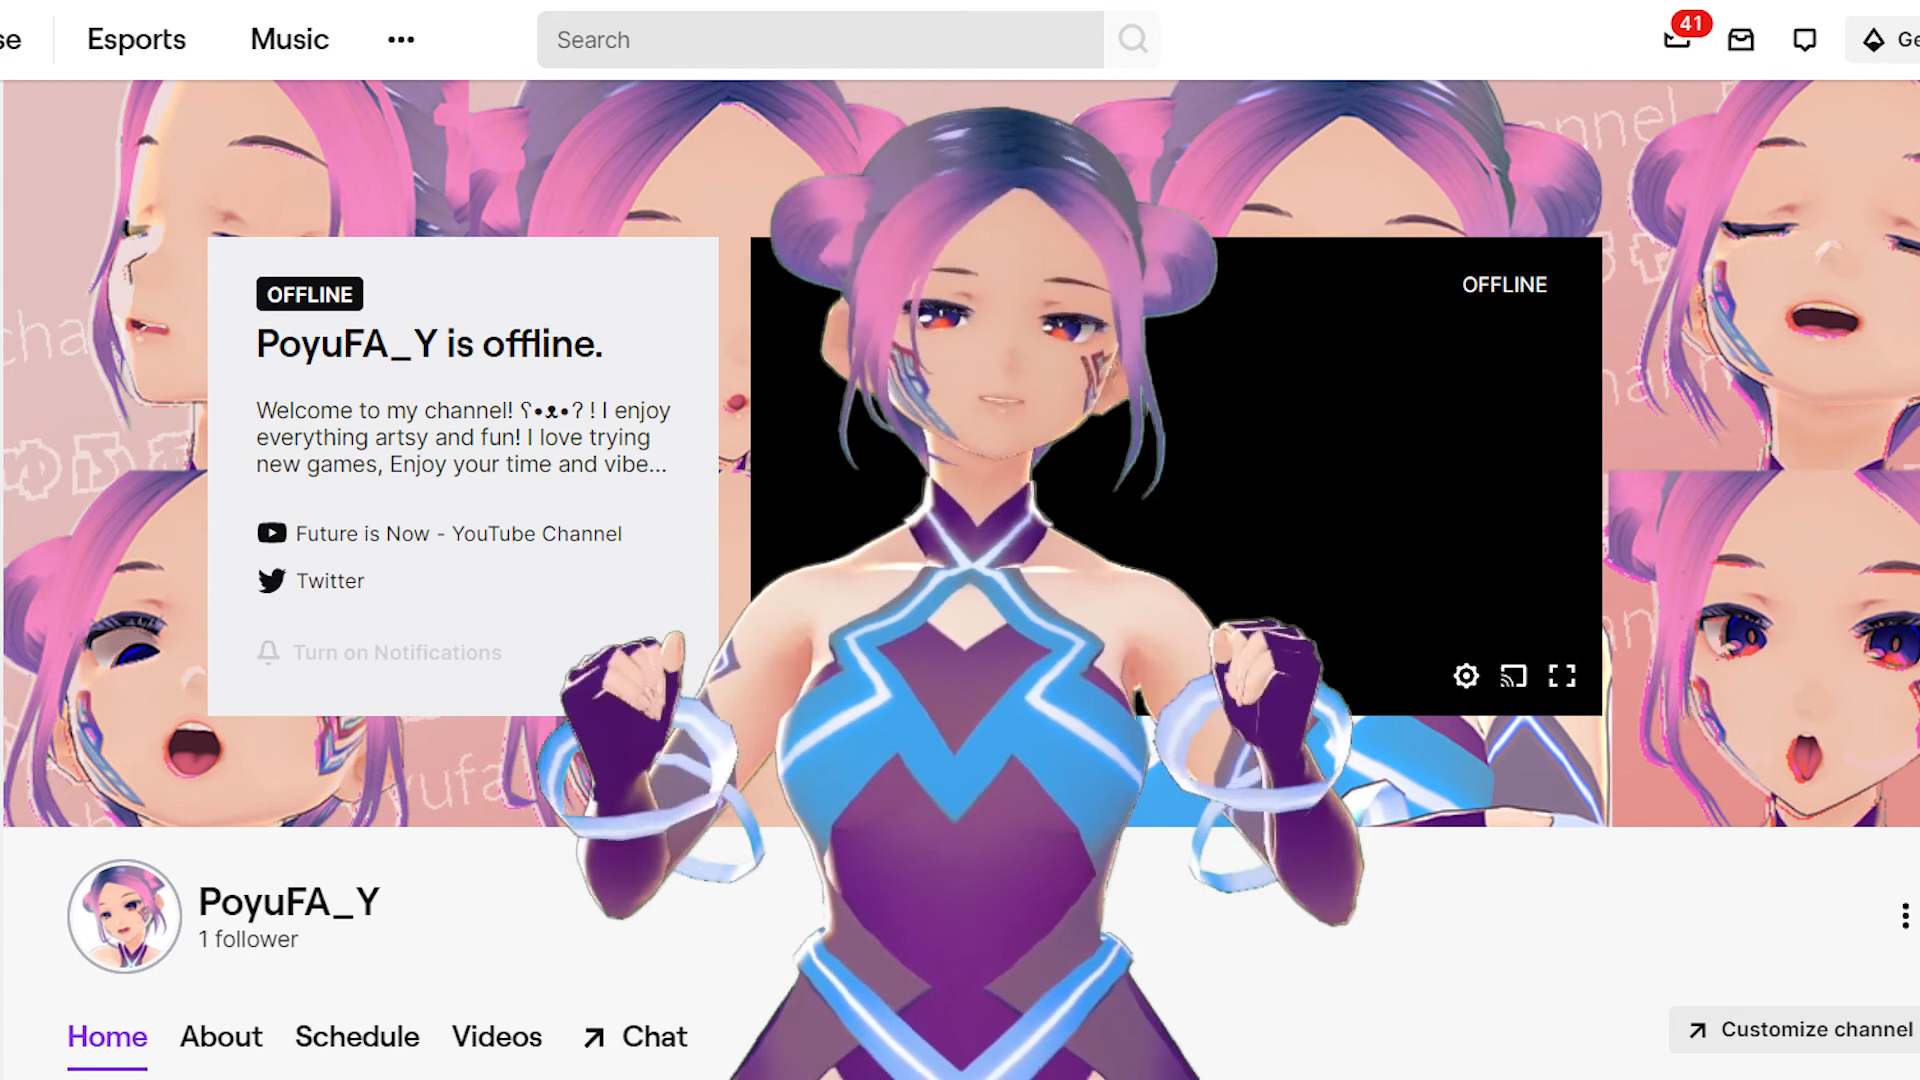 se
Esports
Music
Search
41
Ge
OFFLINE
PoyuFA_Y is offline.
Welcome to my channel! ʕ•ᴥ•ʔ ! I enjoy
everything artsy and fun! I love trying
new games, Enjoy your time and vibe...
Future is Now - YouTube Channel
Twitter
Turn on Notifications
OFFLINE
PoyuFA_Y
1 follower
Home
About
Schedule
Videos
Chat
Customize channel